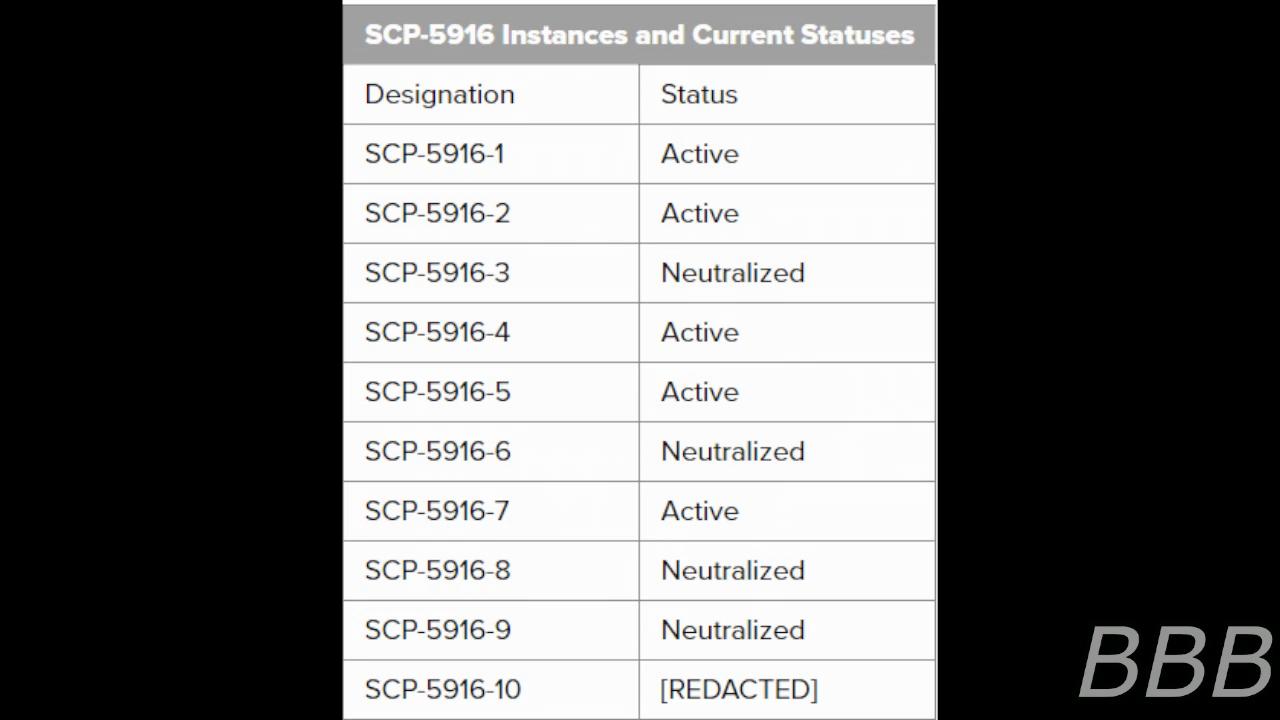 SCP-5916 Instances and Current Statuses
Designation Status
SCP-5916-1 Active
SCP-5916-2 Active
SCP-5916-3 Neutralized
SCP-5916-4 Active
SCP-5916-5 Active
SCP-5916-6 Neutralized
SCP-5916-7 Active
SCP-5916-8 Neutralized
SCP-5916-9 Neutralized
SCP-5916-10 [REDACTED]
BBB